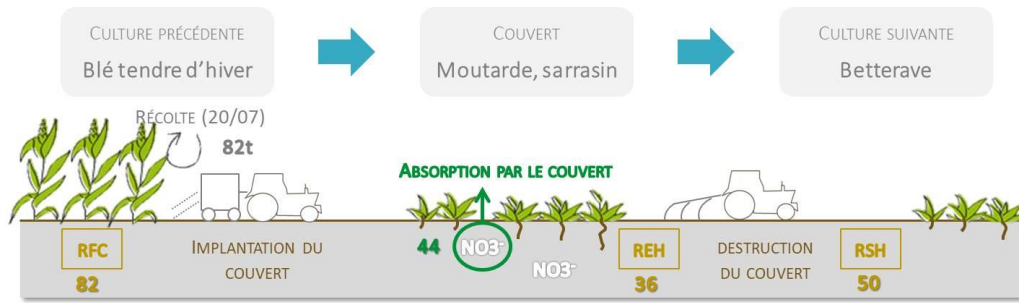 CULTURE PRÉCÉDENTE
Blé tendre d'hiver
COUVERT
Moutarde, sarrasin
CULTURE SUIVANTE
Betterave
RÉCOLTE (20/07)
82t
ABSORPTION PAR LE COUVERT
RFC
82
IMPLANTATION DU
COUVERT
44
NO3-
NO3-
REH
36
DESTRUCTION
DU COUVERT
RSH
50